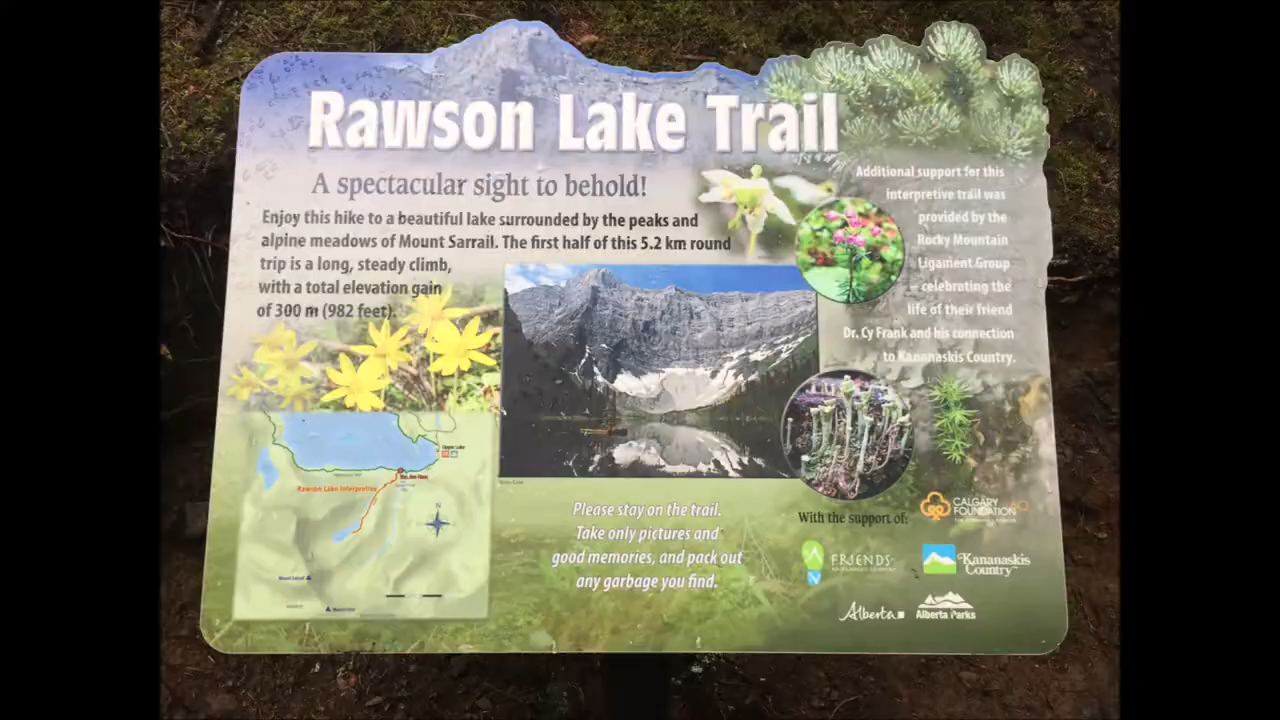 Rawson Lake Trail
A spectacular sight to behold!
Enjoy this hike to a beautiful lake surrounded by the peaks and
alpine meadows of Mount Sarrail. The first half of this 5.2 km round
trip is a long, steady climb,
with a total elevation gain
of 300 m (982 feet).
Additional support for this
interpretive trail was
provided by the
Rocky Mountain
Ligament Group
– celebrating the
life of their friend
Dr. Cy Frank and his connection
to Kananaskis Country.
Upper Lake
Rawson Lake Interpretive
N
Please stay on the trail.
Take only pictures and
good memories, and pack out
any garbage you find.
With the support of:
CALGARY
FOUNDATION
FRIENDS
Kananaskis
Country
Alberta
Alberta Parks